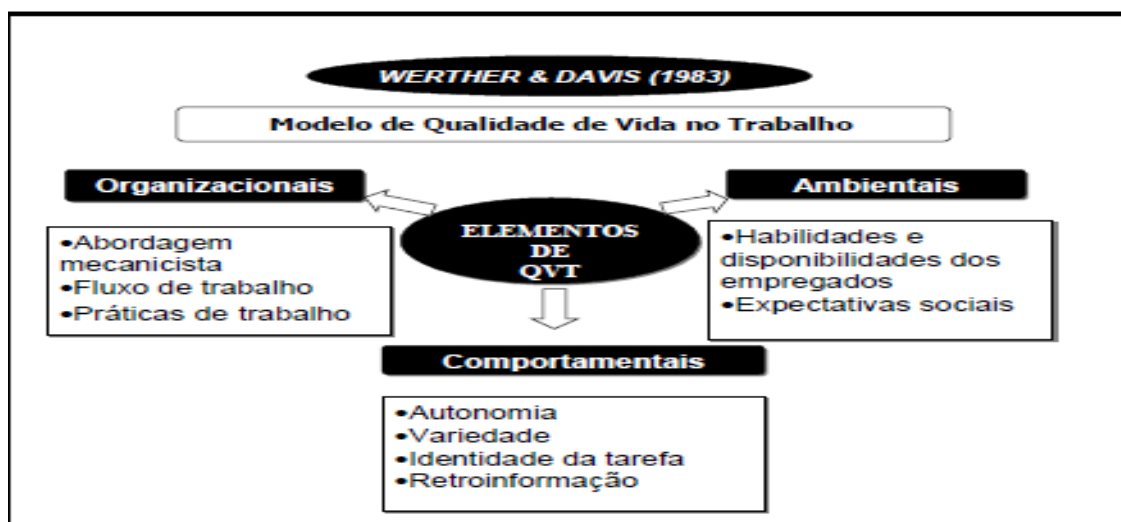 WERTHER & DAVIS (1983)
Modelo de Qualidade de Vida no Trabalho
Organizacionais
•Abordagem
mecanicista
•Fluxo de trabalho
•Práticas de trabalho
ELEMENTOS
DE
QVT
Ambientais
•Habilidades e
disponibilidades dos
empregados
•Expectativas sociais
Comportamentais
•Autonomia
•Variedade
•Identidade da tarefa
•Retroinformação